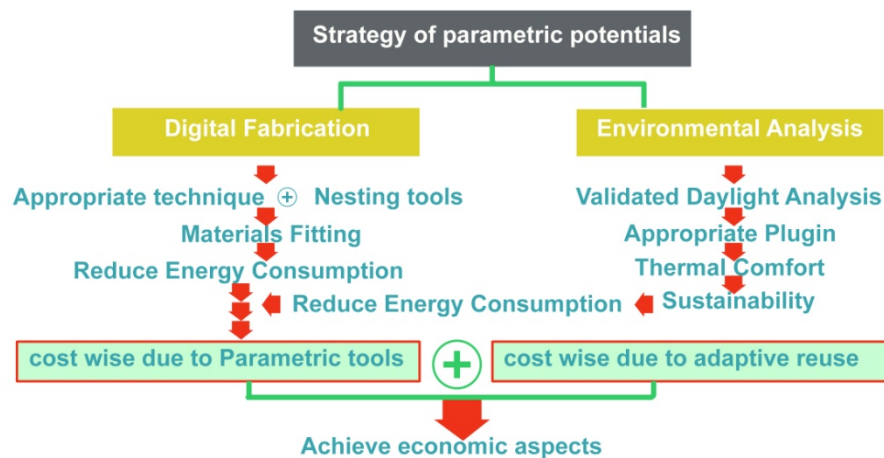 Strategy of parametric potentials
Digital Fabrication
Environmental Analysis
Appropriate technique + Nesting tools
Validated Daylight Analysis
Materials Fitting
Appropriate Plugin
Reduce Energy Consumption
Thermal Comfort
Reduce Energy Consumption
Sustainability
cost wise due to Parametric tools
+
cost wise due to adaptive reuse
Achieve economic aspects